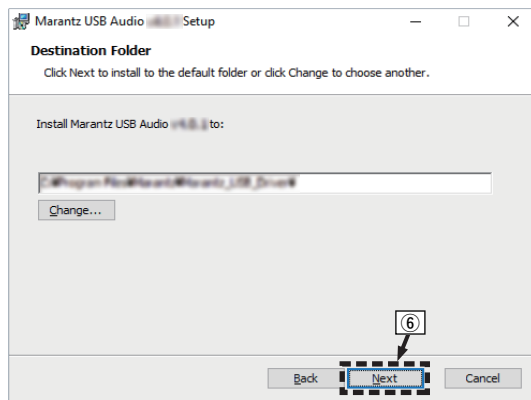 Marantz USB Audio Setup
Destination Folder
Click Next to install to the default folder or click Change to choose another.
Install Marantz USB Audio to:
Change...
⑥
Back Next Cancel